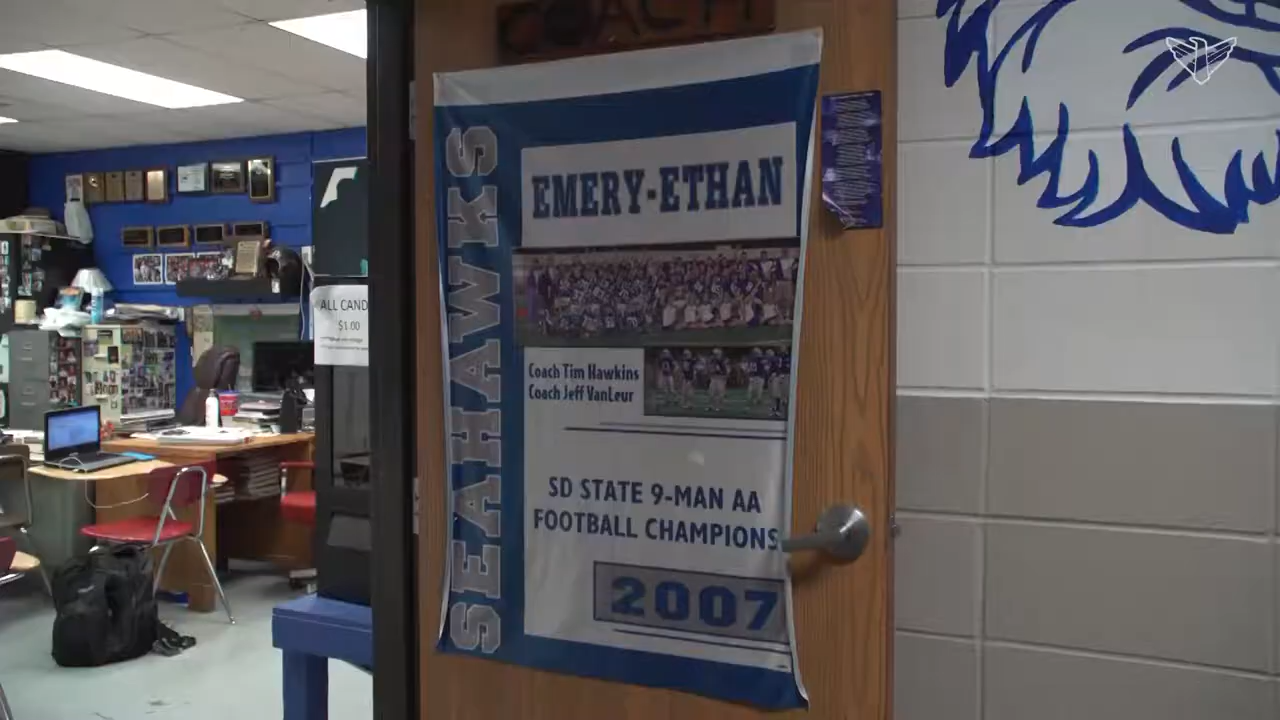 COACH
SEAHAWKS
EMERY-ETHAN
Coach Tim Hawkins
Coach Jeff VanLeur
SD STATE 9-MAN AA
FOOTBALL CHAMPIONS
2007
ALL CAND
$1.00